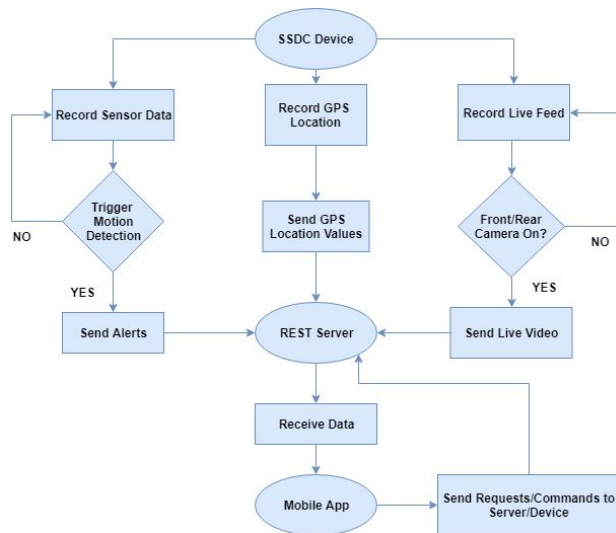 SSDC Device
Record Sensor Data
Record GPS
Location
Record Live Feed
Trigger
Motion
Detection
NO
Send GPS
Location Values
Front/Rear
Camera On?
NO
YES
YES
Send Alerts
REST Server
Send Live Video
Receive Data
Mobile App
Send Requests/Commands to
Server/Device